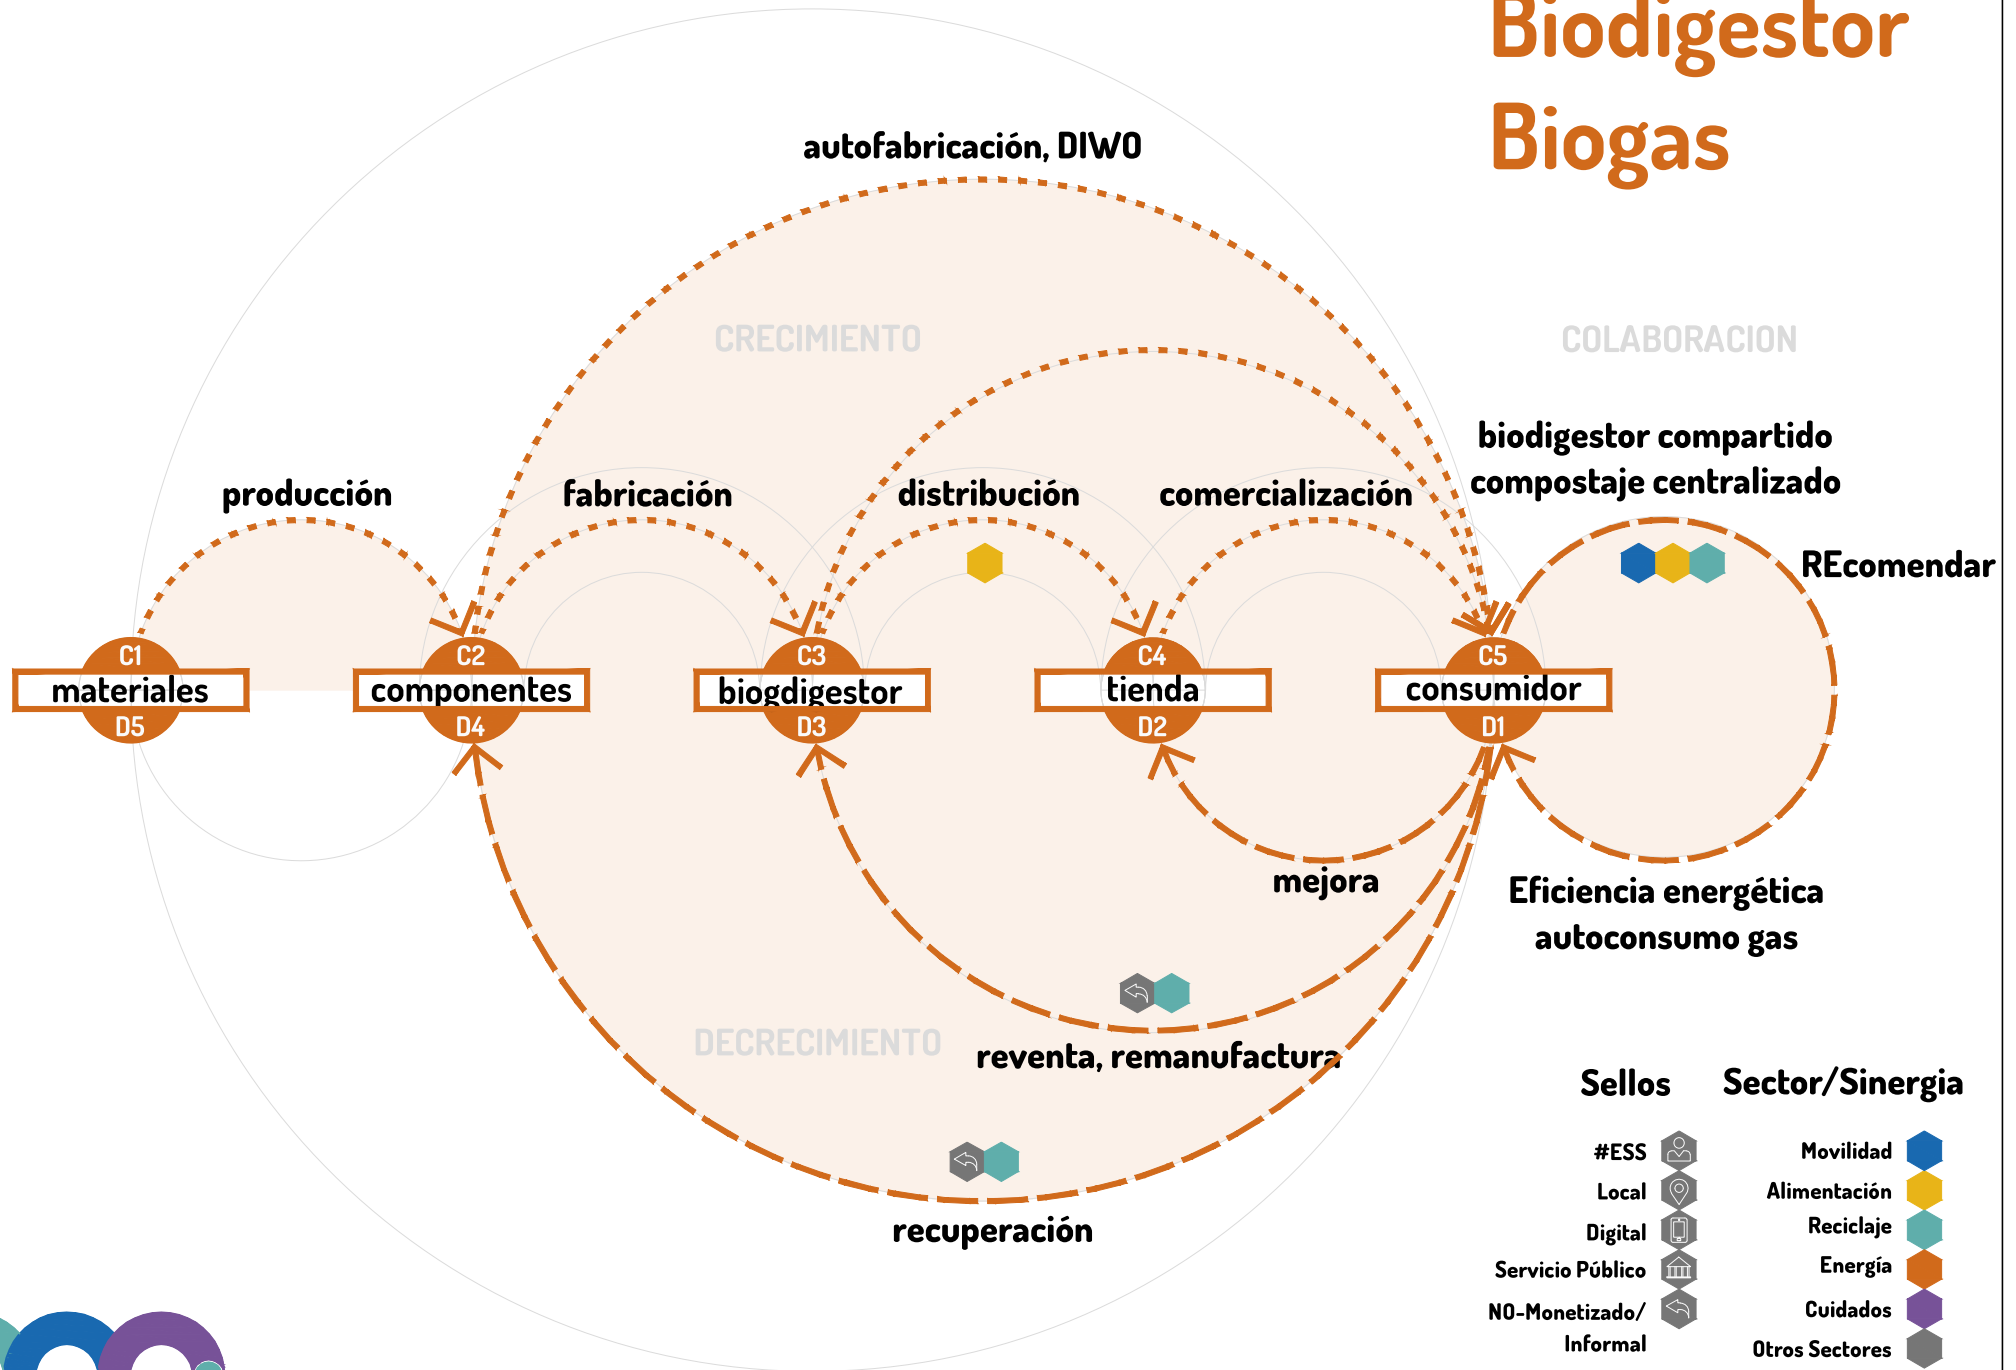 Biodigestor
Biogas
autofabricación, DIWO
CRECIMIENTO
COLABORACION
biodigestor compartido
compostaje centralizado
producción
fabricación
distribución
comercialización
REcomendar
C1
materiales
D5
C2
componentes
D4
C3
biogdigestor
D3
C4
tienda
D2
C5
consumidor
D1
mejora
Eficiencia energética
autoconsumo gas
DECRECIMIENTO
reventa, remanufactura
recuperación
Sellos
#ESS
Local
Digital
Servicio Público
NO-Monetizado/
Informal
Sector/Sinergia
Movilidad
Alimentación
Reciclaje
Energía
Cuidados
Otros Sectores